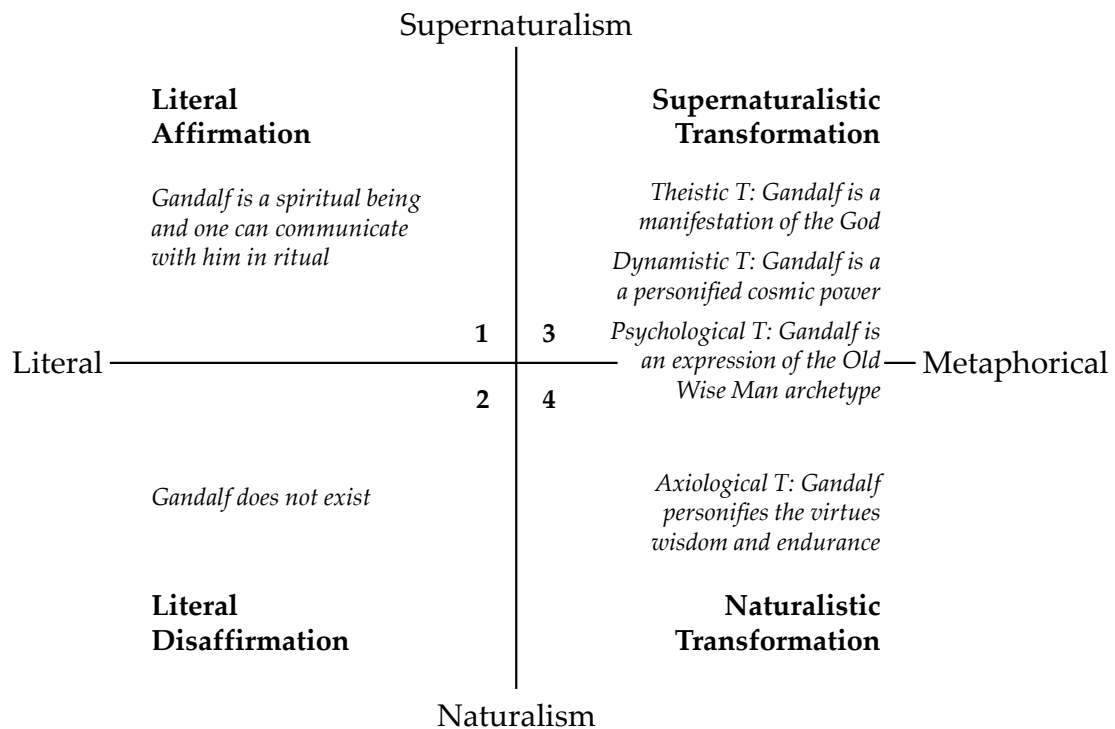 Supernaturalism
Literal
Affirmation
Gandalf is a spiritual being
and one can communicate
with him in ritual
Supernaturalistic
Transformation
Theistic T: Gandalf is a
manifestation of the God
Dynamistic T: Gandalf is a
a personified cosmic power
Psychological T: Gandalf is
an expression of the Old
Wise Man archetype
1
3
Literal
Metaphorical
2
4
Gandalf does not exist
Literal
Disaffirmation
Axiological T: Gandalf
personifies the virtues
wisdom and endurance
Naturalistic
Transformation
Naturalism